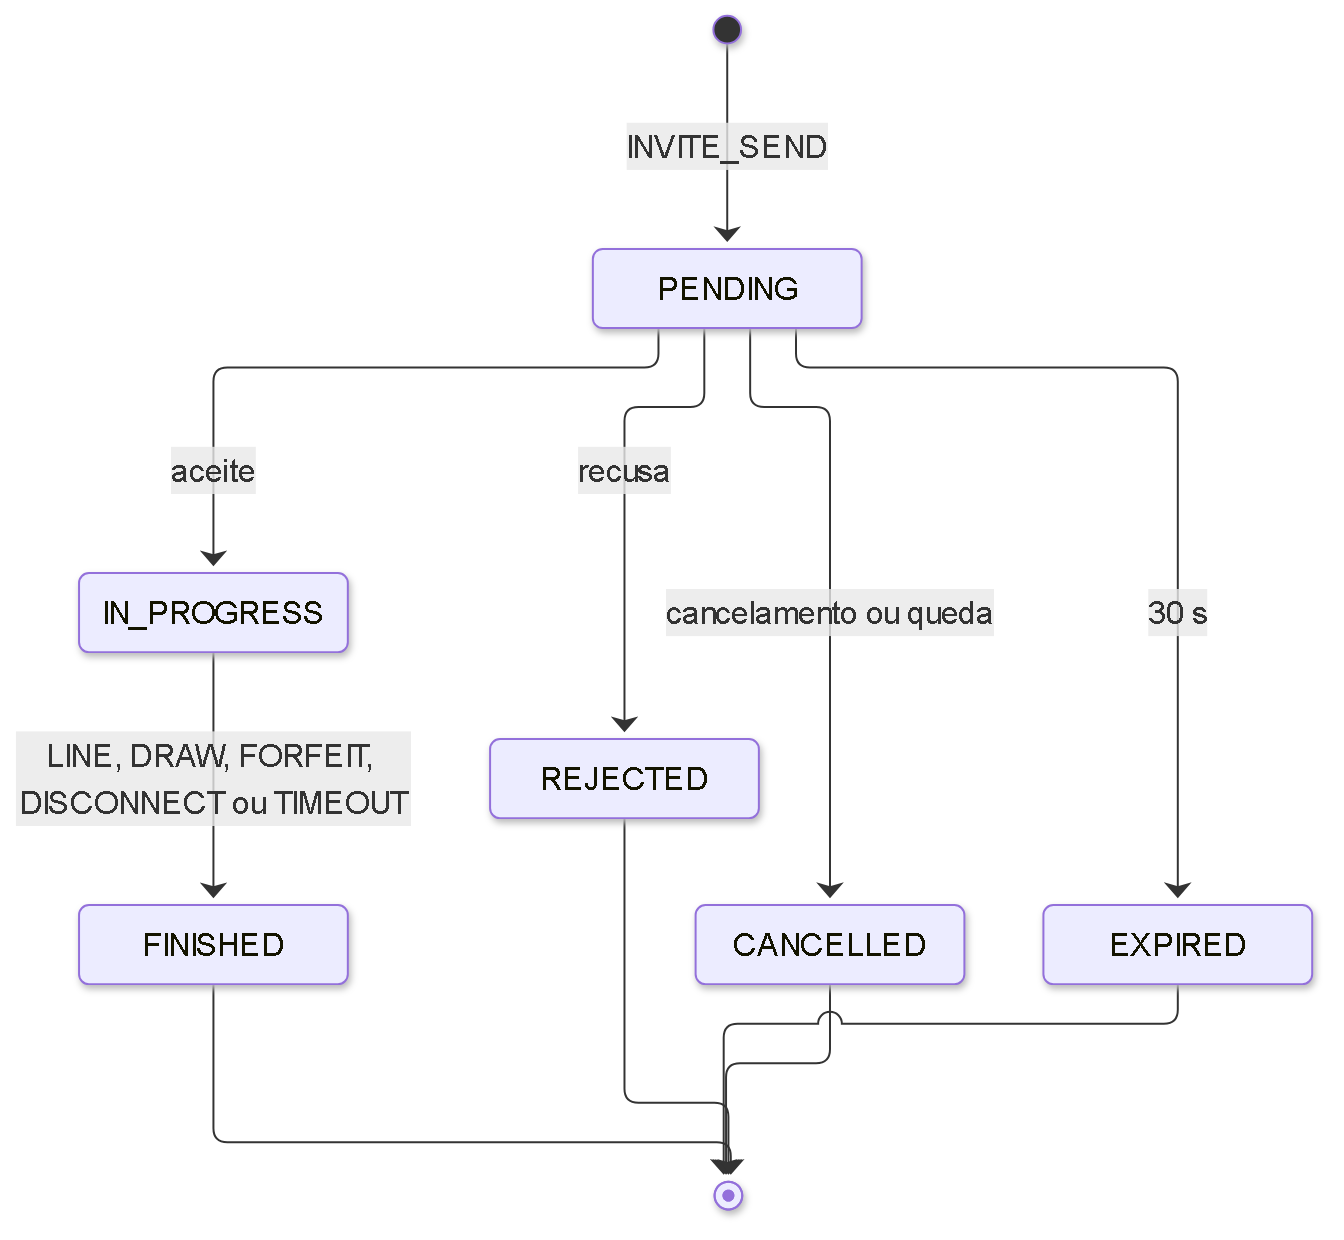 INVITE_SEND
PENDING
aceite
recusa
IN_PROGRESS
cancelamento ou queda
30 s
LINE, DRAW, FORFEIT,
DISCONNECT ou TIMEOUT
REJECTED
FINISHED
CANCELLED
EXPIRED